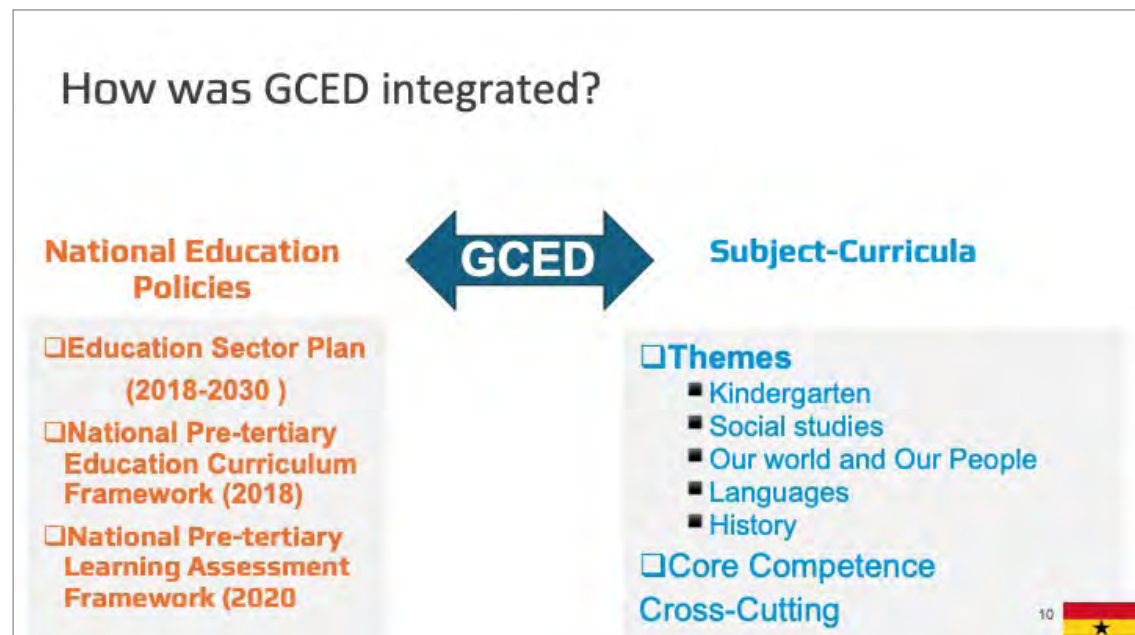 How was GCED integrated?
National Education
Policies
❑Education Sector Plan
(2018-2030 )
❑National Pre-tertiary
Education Curriculum
Framework (2018)
❑National Pre-tertiary
Learning Assessment
Framework (2020
GCED
Subject-Curricula
❑Themes
▪ Kindergarten
▪ Social studies
▪ Our world and Our People
▪ Languages
▪ History
❑Core Competence
Cross-Cutting
10